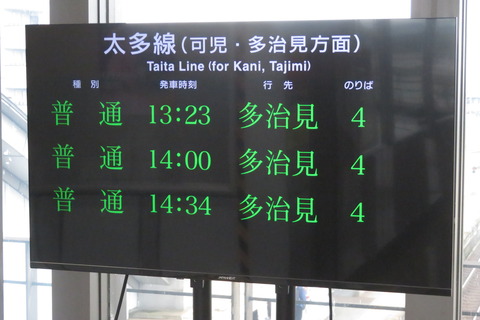 太多線(可児・多治見方面)
Taita Line (for Kani, Tajimi)
種別 発車時刻 行先 のりば
普通 13:23 多治見 4
普通 14:00 多治見 4
普通 14:34 多治見 4